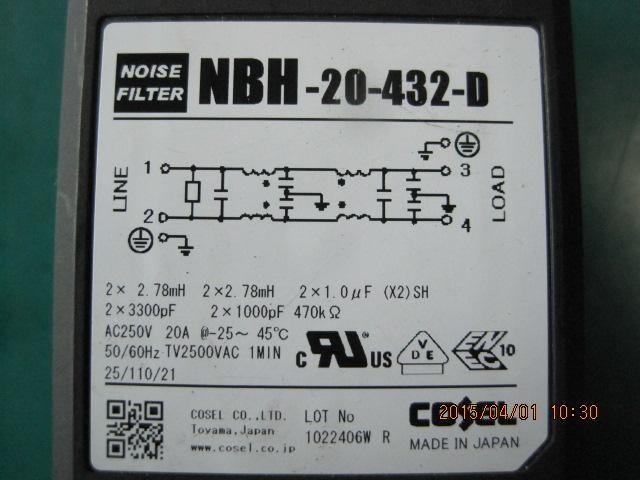 NOISE
FILTER
NBH-20-432-D
LINE
1
2
3
4
LOAD
2× 2.78mH 2×2.78mH 2×1.0μF (X2)SH
2×3300pF 2×1000pF 470kΩ
AC250V 20A @-25~ 45℃
50/60Hz TV2500VAC 1MIN
25/110/21
C RU US
VDE
ENEC 10
COSEL CO.,LTD.
Toyama,Japan
www.cosel.co.jp
LOT No
1022406W R
COSEL
MADE IN JAPAN
2015/04/01 10:30